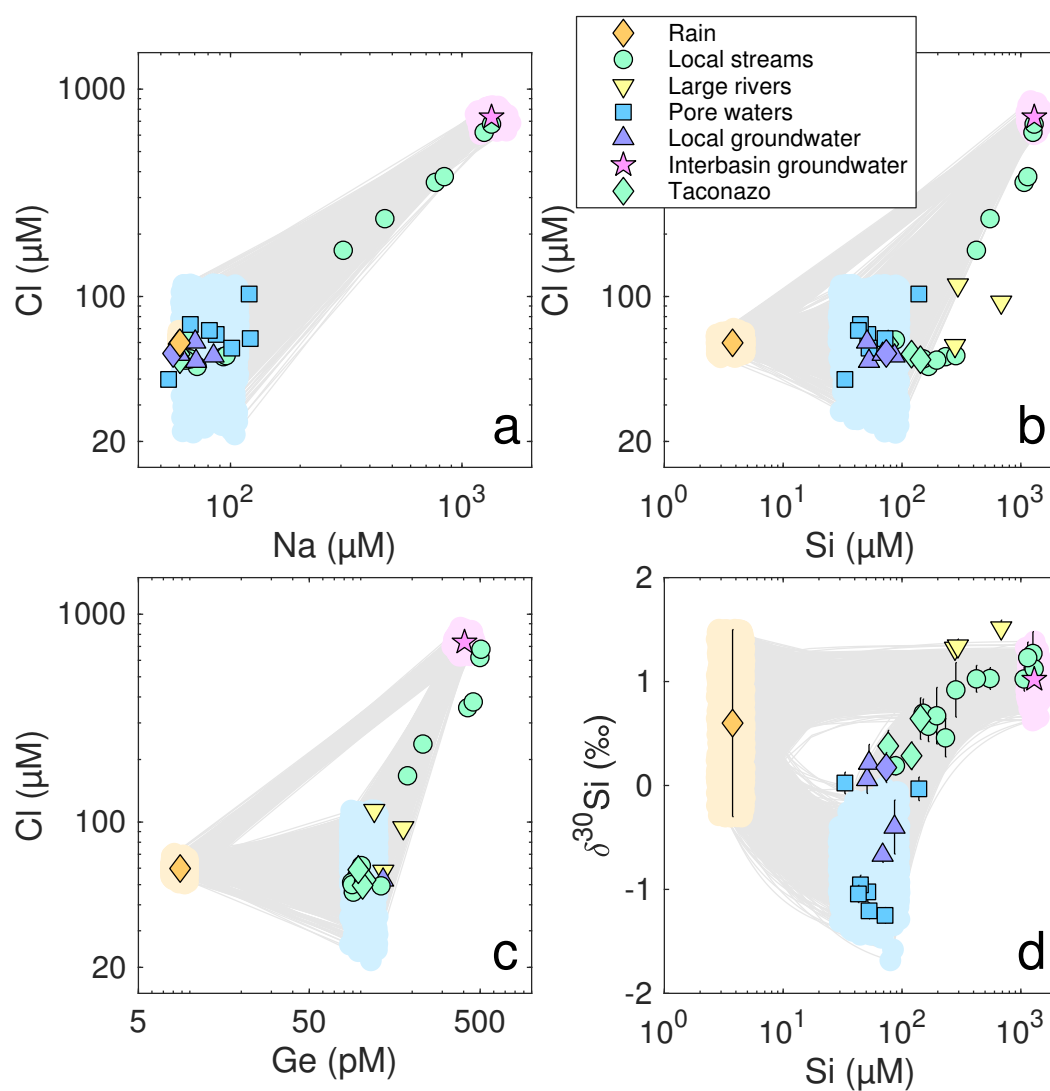 Rain
Local streams
Large rivers
Pore waters
Local groundwater
Interbasin groundwater
Taconazo
1000
100
20
Cl (µM)
10² 10³
Na (µM)
a
1000
100
20
Cl (µM)
10⁰ 10¹ 10² 10³
Si (µM)
b
1000
100
20
Cl (µM)
5 50 500
Ge (pM)
c
2
1
0
-1
-2
δ³⁰Si (‰)
10⁰ 10¹ 10² 10³
Si (µM)
d